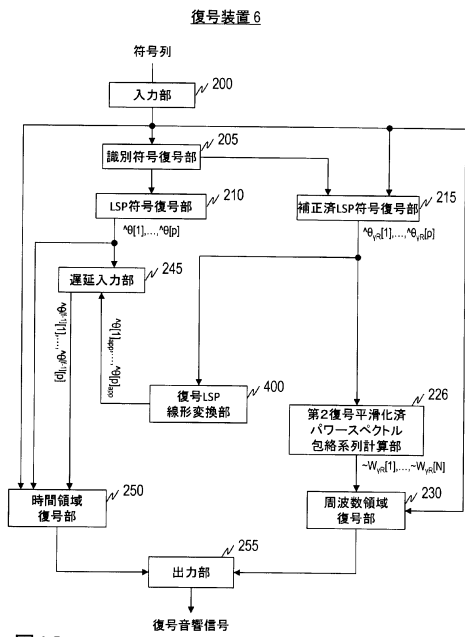 復号装置6
符号列
入力部
200
識別符号復号部
205
LSP符号復号部
210
補正済LSP符号復号部
215
^θ[1],...,^θ[p]
^θγR[1],...,^θγR[p]
遅延入力部
245
^θ[f-1][1],...,^θ[f-1][p]
^θ[1]app,...,^θ[p]app
復号LSP
線形変換部
400
第2復号平滑化済
パワースペクトル
包絡系列計算部
226
~WγR[1],...,~WγR[N]
時間領域
復号部
250
周波数領域
復号部
230
出力部
255
復号音響信号